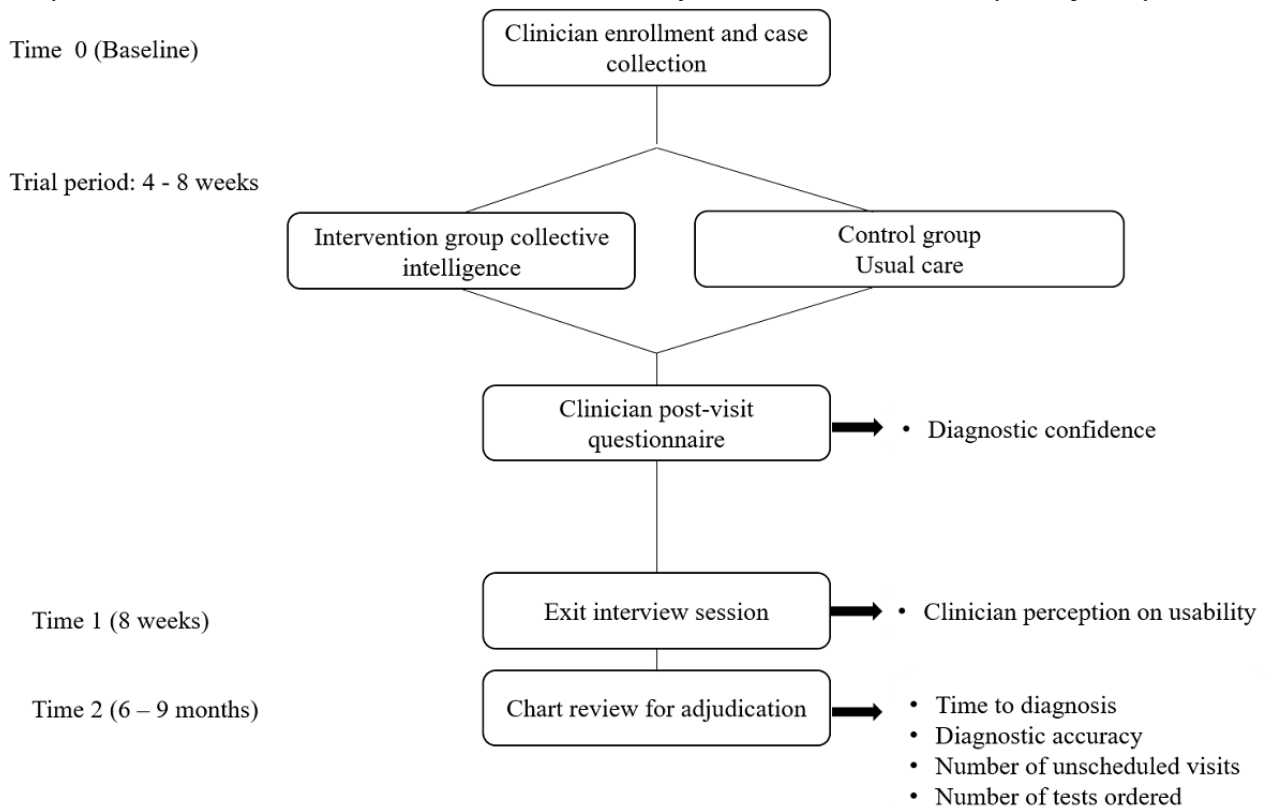 Time 0 (Baseline)
Clinician enrollment and case
collection
Trial period: 4 - 8 weeks
Intervention group collective
intelligence
Control group
Usual care
Clinician post-visit
questionnaire
• Diagnostic confidence
Time 1 (8 weeks)
Exit interview session
• Clinician perception on usability
Time 2 (6 – 9 months)
Chart review for adjudication
• Time to diagnosis
• Diagnostic accuracy
• Number of unscheduled visits
• Number of tests ordered